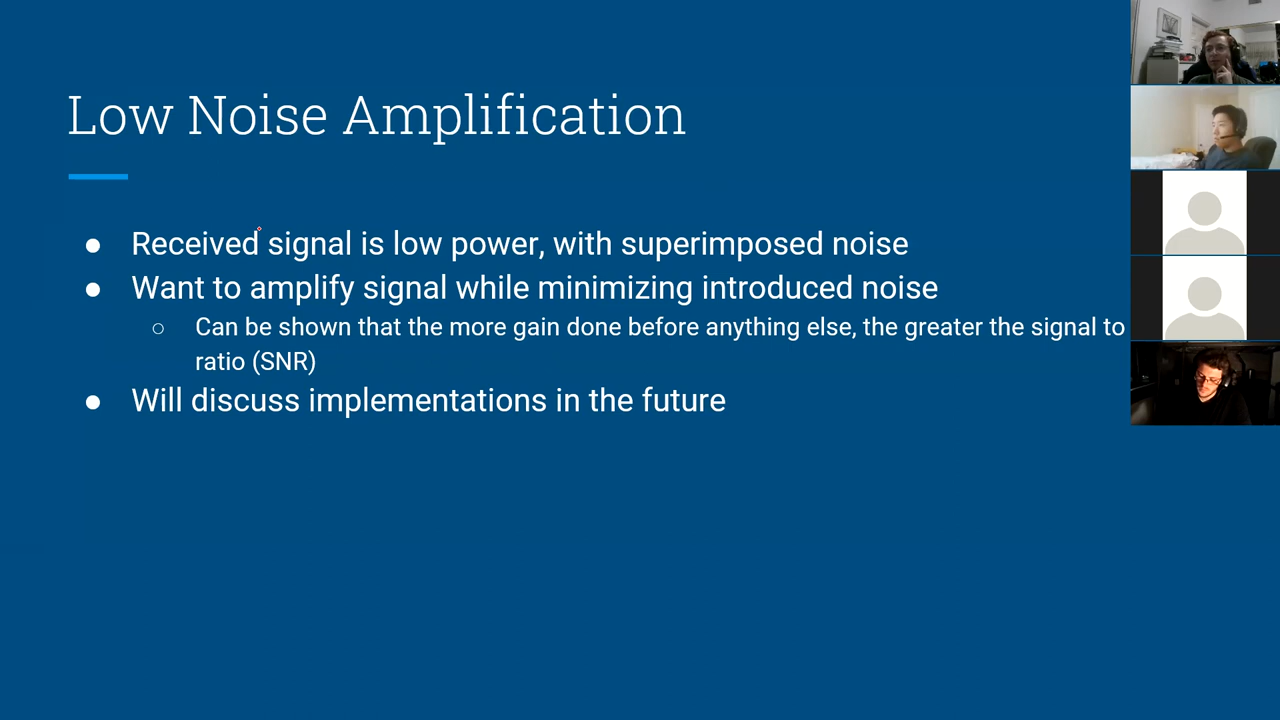 Low Noise Amplification
● Received signal is low power, with superimposed noise
● Want to amplify signal while minimizing introduced noise
○ Can be shown that the more gain done before anything else, the greater the signal to
ratio (SNR)
● Will discuss implementations in the future